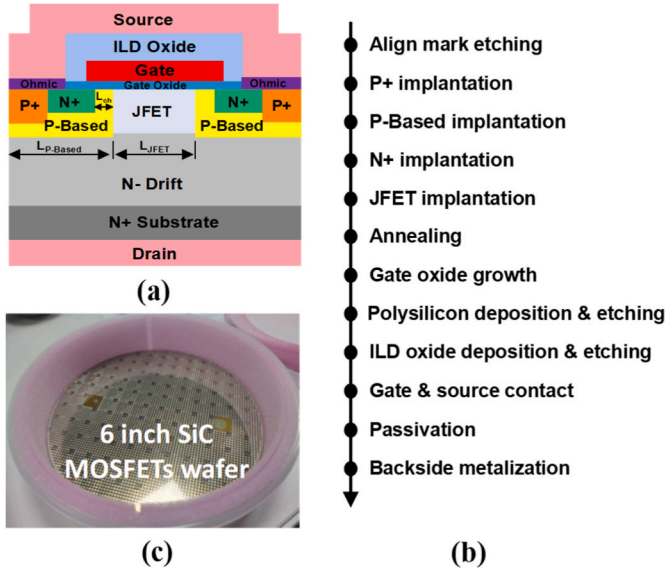 Source
ILD Oxide
Gate
Ohmic
Gate Oxide
Ohmic
P+
N+
Lch
JFET
N+
P+
P-Based
P-Based
LP-Based
LJFET
N- Drift
N+ Substrate
Drain
(a)
6 inch SiC
MOSFETs wafer
(c)
Align mark etching
P+ implantation
P-Based implantation
N+ implantation
JFET implantation
Annealing
Gate oxide growth
Polysilicon deposition & etching
ILD oxide deposition & etching
Gate & source contact
Passivation
Backside metalization
(b)